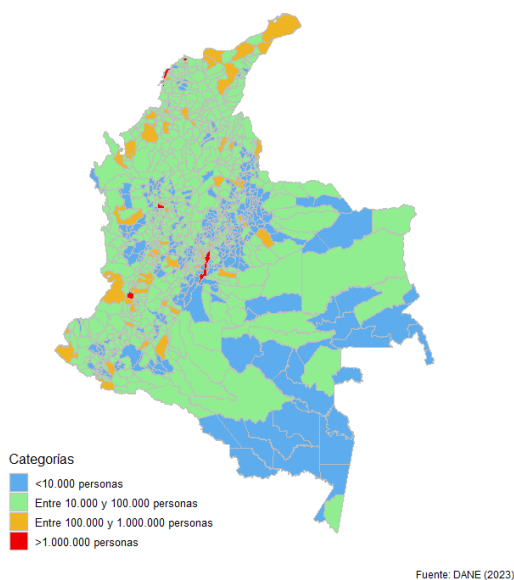 Categorías
<10.000 personas
Entre 10.000 y 100.000 personas
Entre 100.000 y 1.000.000 personas
>1.000.000 personas
Fuente: DANE (2023)